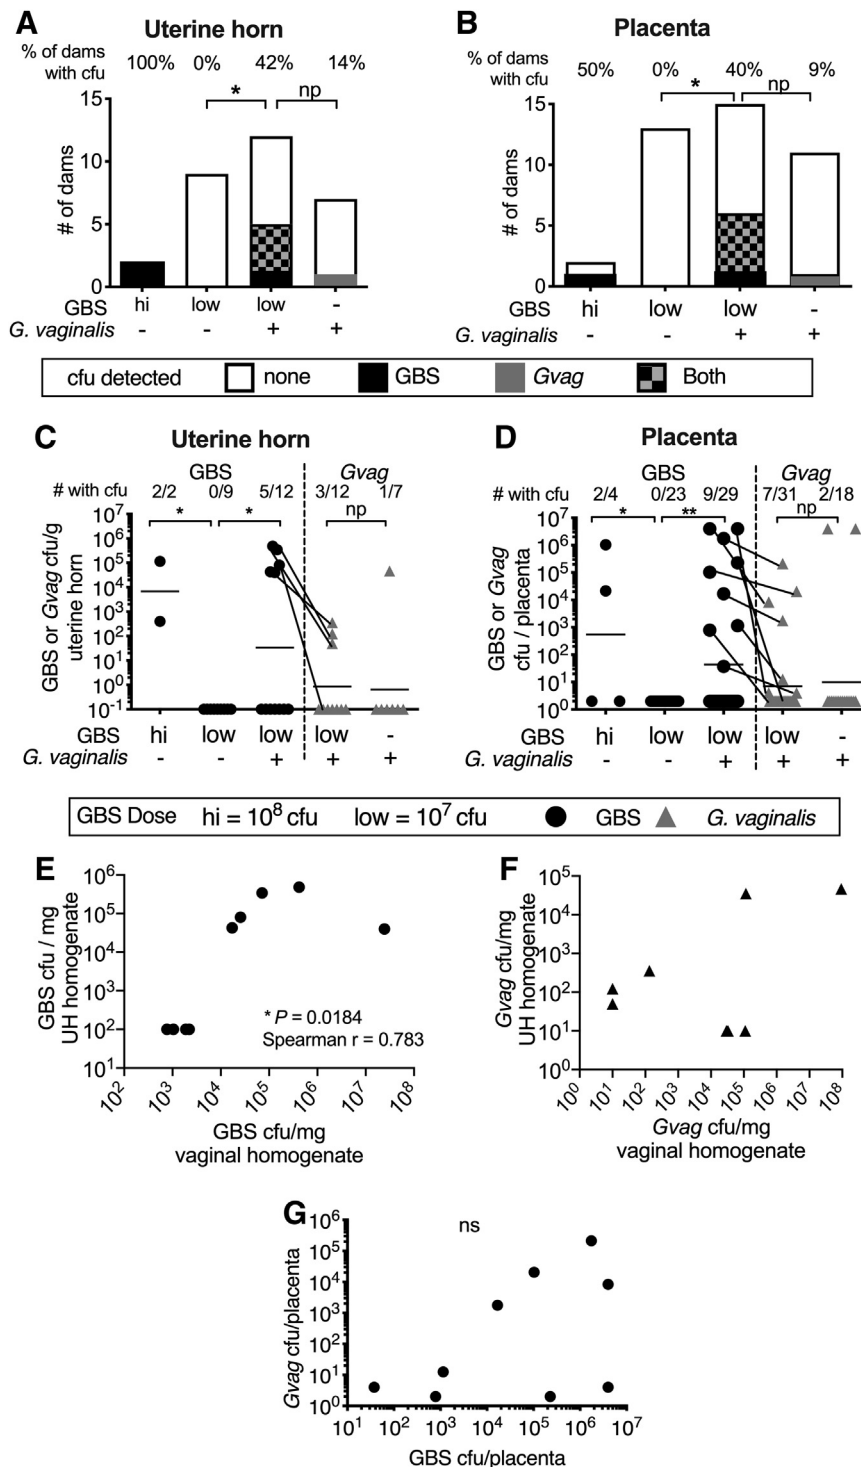 A Uterine horn
% of dams with cfu 100% 0% 42% 14%
* np
# of dams
15
10
5
0
GBS hi low low -
G. vaginalis - - + +
B Placenta
% of dams with cfu 50% 0% 40% 9%
* np
# of dams
15
10
5
0
GBS hi low low -
G. vaginalis - - + +
cfu detected none GBS Gvag Both
C Uterine horn
GBS Gvag
# with cfu 2/2 0/9 5/12 3/12 1/7
* * np
GBS or Gvag cfu/g
uterine horn
10⁷
10⁶
10⁵
10⁴
10³
10²
10¹
10⁰
10⁻¹
GBS hi low low low -
G. vaginalis - - + + +
D Placenta
GBS Gvag
# with cfu 2/4 0/23 9/29 7/31 2/18
* ** np
GBS or Gvag
cfu / placenta
10⁷
10⁶
10⁵
10⁴
10³
10²
10¹
10⁰
GBS hi low low low -
G. vaginalis - - + + +
GBS Dose hi = 10⁸ cfu low = 10⁷ cfu GBS G. vaginalis
E
GBS cfu / mg
UH homogenate
10⁶
10⁵
10⁴
10³
10²
10¹
* P = 0.0184
Spearman r = 0.783
10² 10³ 10⁴ 10⁵ 10⁶ 10⁷ 10⁸
GBS cfu/mg
vaginal homogenate
F
Gvag cfu/mg
UH homogenate
10⁵
10⁴
10³
10²
10¹
10⁰
10⁰ 10¹ 10² 10³ 10⁴ 10⁵ 10⁶ 10⁷ 10⁸
Gvag cfu/mg
vaginal homogenate
G
ns
Gvag cfu/placenta
10⁶
10⁵
10⁴
10³
10²
10¹
10⁰
10¹ 10² 10³ 10⁴ 10⁵ 10⁶ 10⁷
GBS cfu/placenta